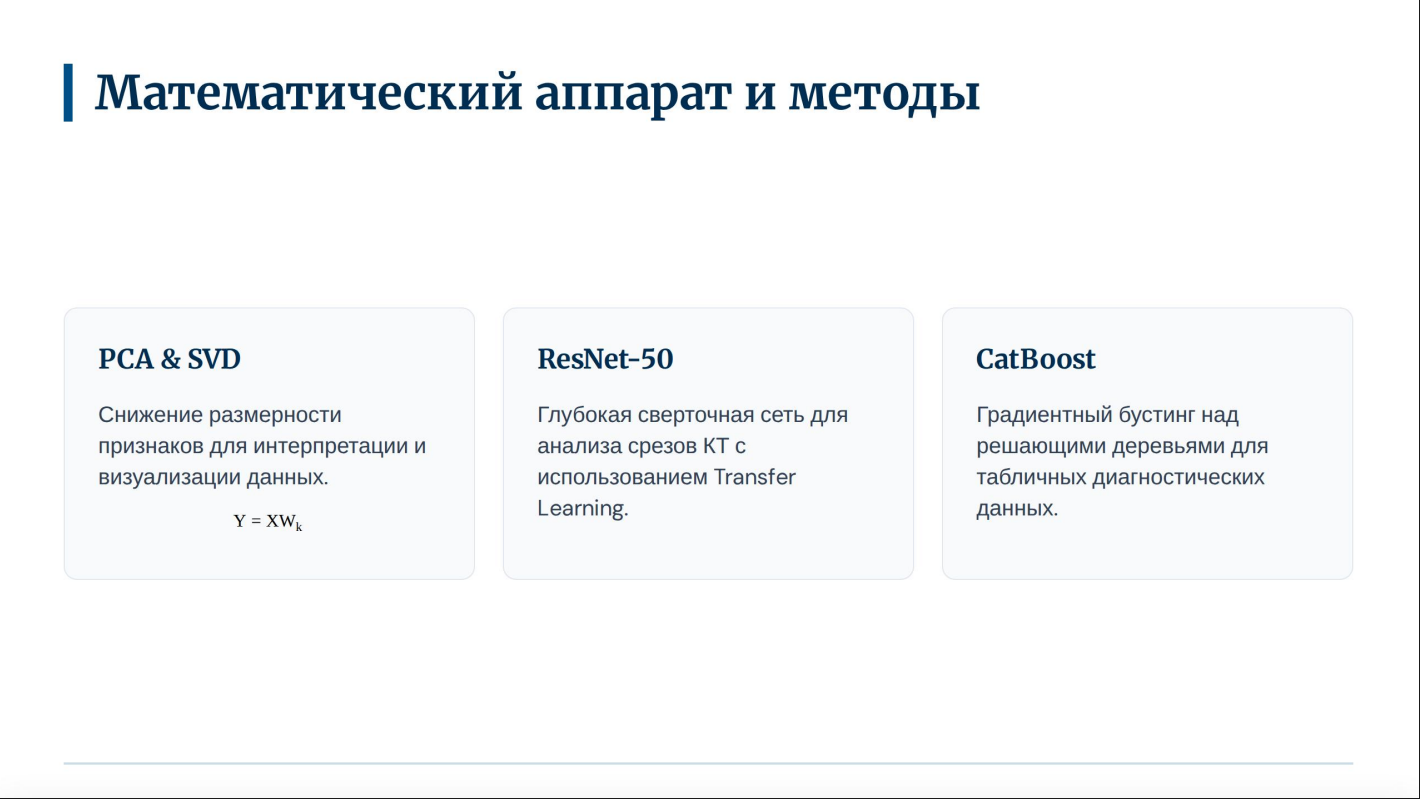 Математический аппарат и методы
PCA & SVD
Снижение размерности
признаков для интерпретации и
визуализации данных.
Y = XWₖ
ResNet-50
Глубокая сверточная сеть для
анализа срезов КТ с
использованием Transfer
Learning.
CatBoost
Градиентный бустинг над
решающими деревьями для
табличных диагностических
данных.